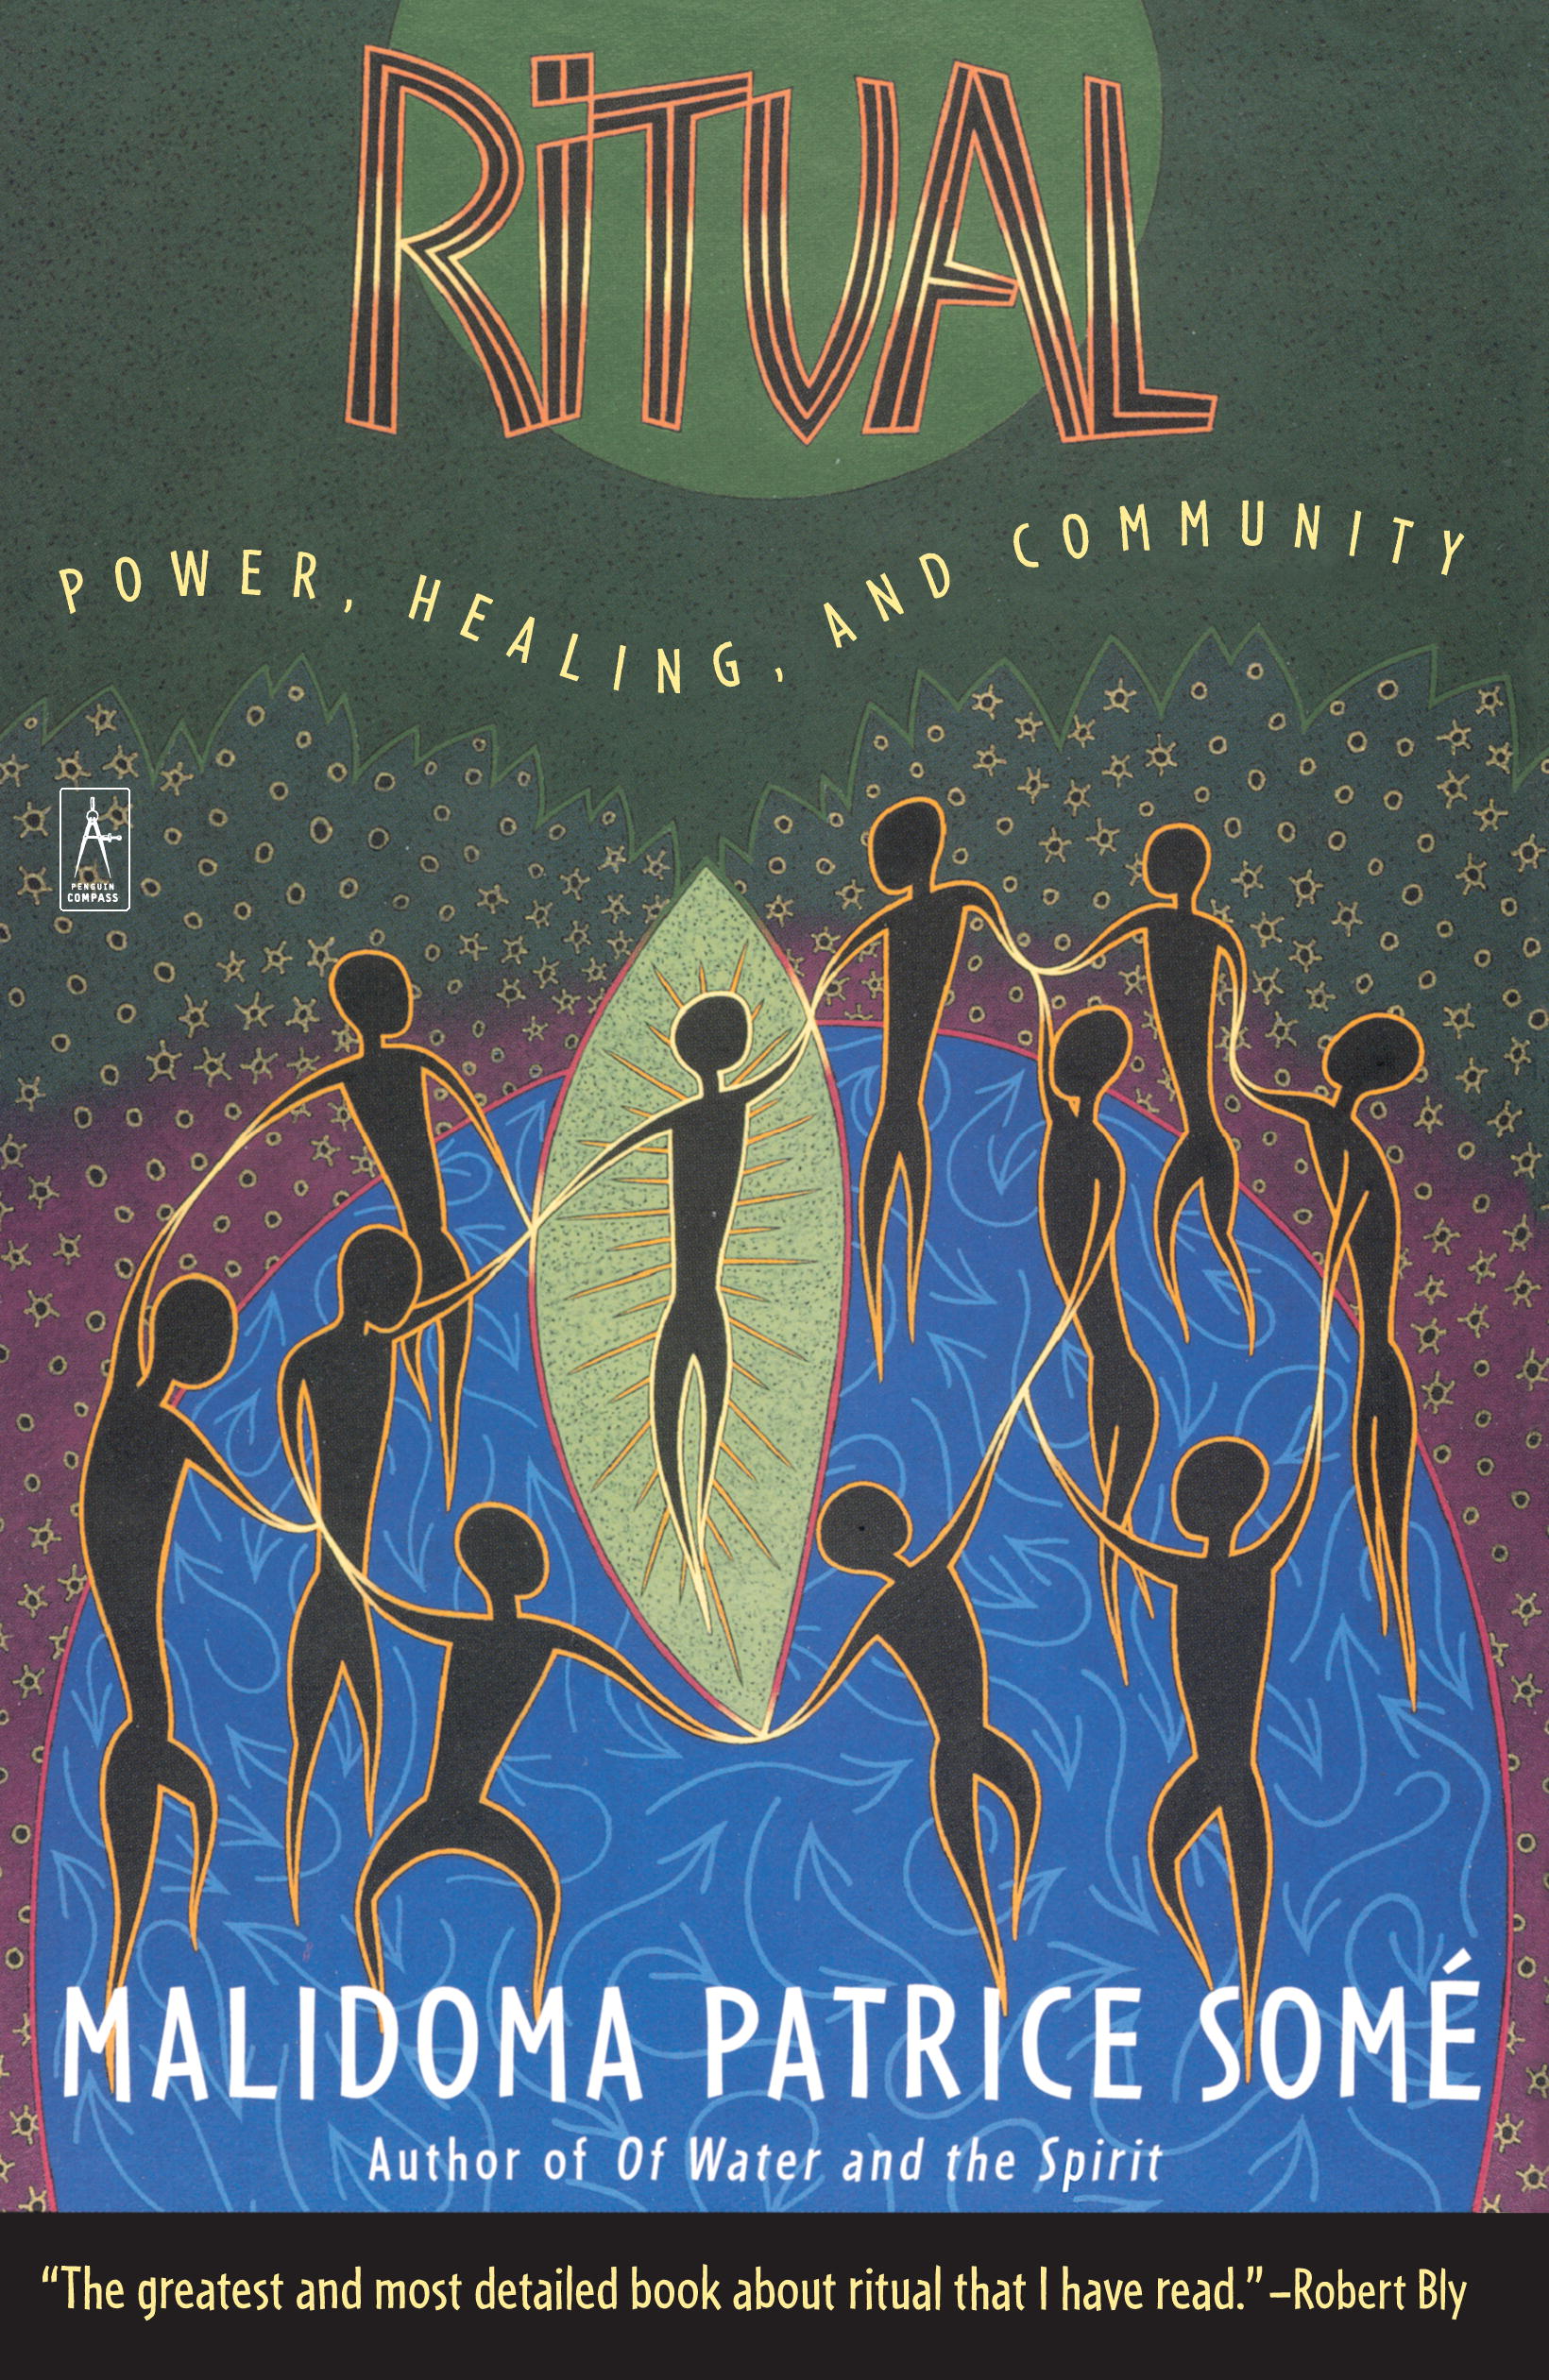 RiTUAL
POWER, HEALING, AND COMMUNITY
PENGUIN
COMPASS
MALIDOMA PATRICE SOMÉ
Author of Of Water and the Spirit
“The greatest and most detailed book about ritual that I have read.” –Robert Bly